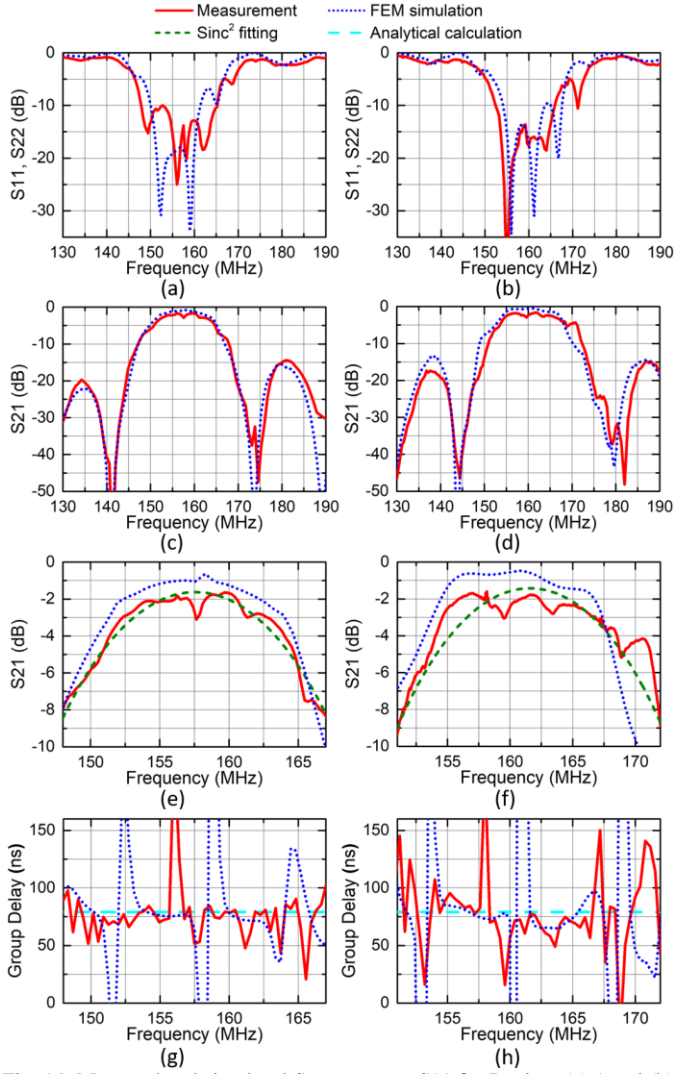 Measurement
FEM simulation
Sinc² fitting
Analytical calculation
S11, S22 (dB)
0
-10
-20
-30
130 140 150 160 170 180 190
Frequency (MHz)
(a)
S11, S22 (dB)
0
-10
-20
-30
130 140 150 160 170 180 190
Frequency (MHz)
(b)
S21 (dB)
0
-10
-20
-30
-40
-50
130 140 150 160 170 180 190
Frequency (MHz)
(c)
S21 (dB)
0
-10
-20
-30
-40
-50
130 140 150 160 170 180 190
Frequency (MHz)
(d)
S21 (dB)
0
-2
-4
-6
-8
-10
150 155 160 165
Frequency (MHz)
(e)
S21 (dB)
0
-2
-4
-6
-8
-10
155 160 165 170
Frequency (MHz)
(f)
Group Delay (ns)
150
100
50
0
150 155 160 165
Frequency (MHz)
(g)
Group Delay (ns)
150
100
50
0
155 160 165 170
Frequency (MHz)
(h)